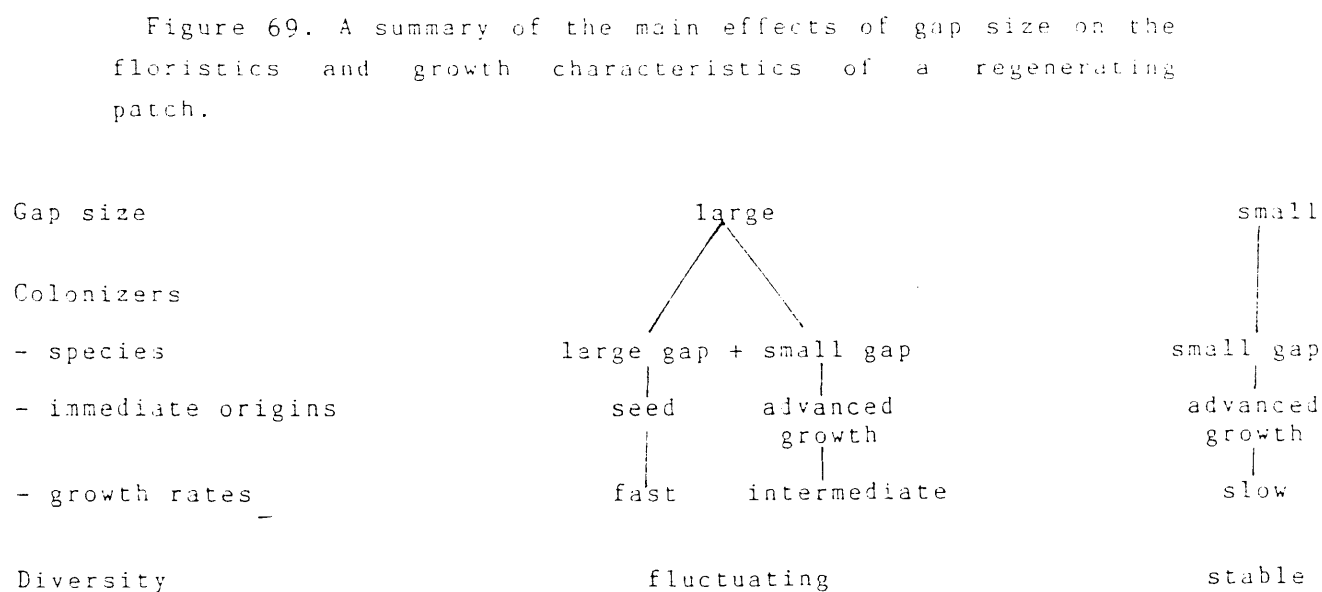 Figure 69. A summary of the main effects of gap size on the
floristics and growth characteristics of a regenerating
patch.
Gap size large small
Colonizers
- species large gap + small gap small gap
- immediate origins seed advanced advanced
growth growth
- growth rates fast intermediate slow
Diversity fluctuating stable